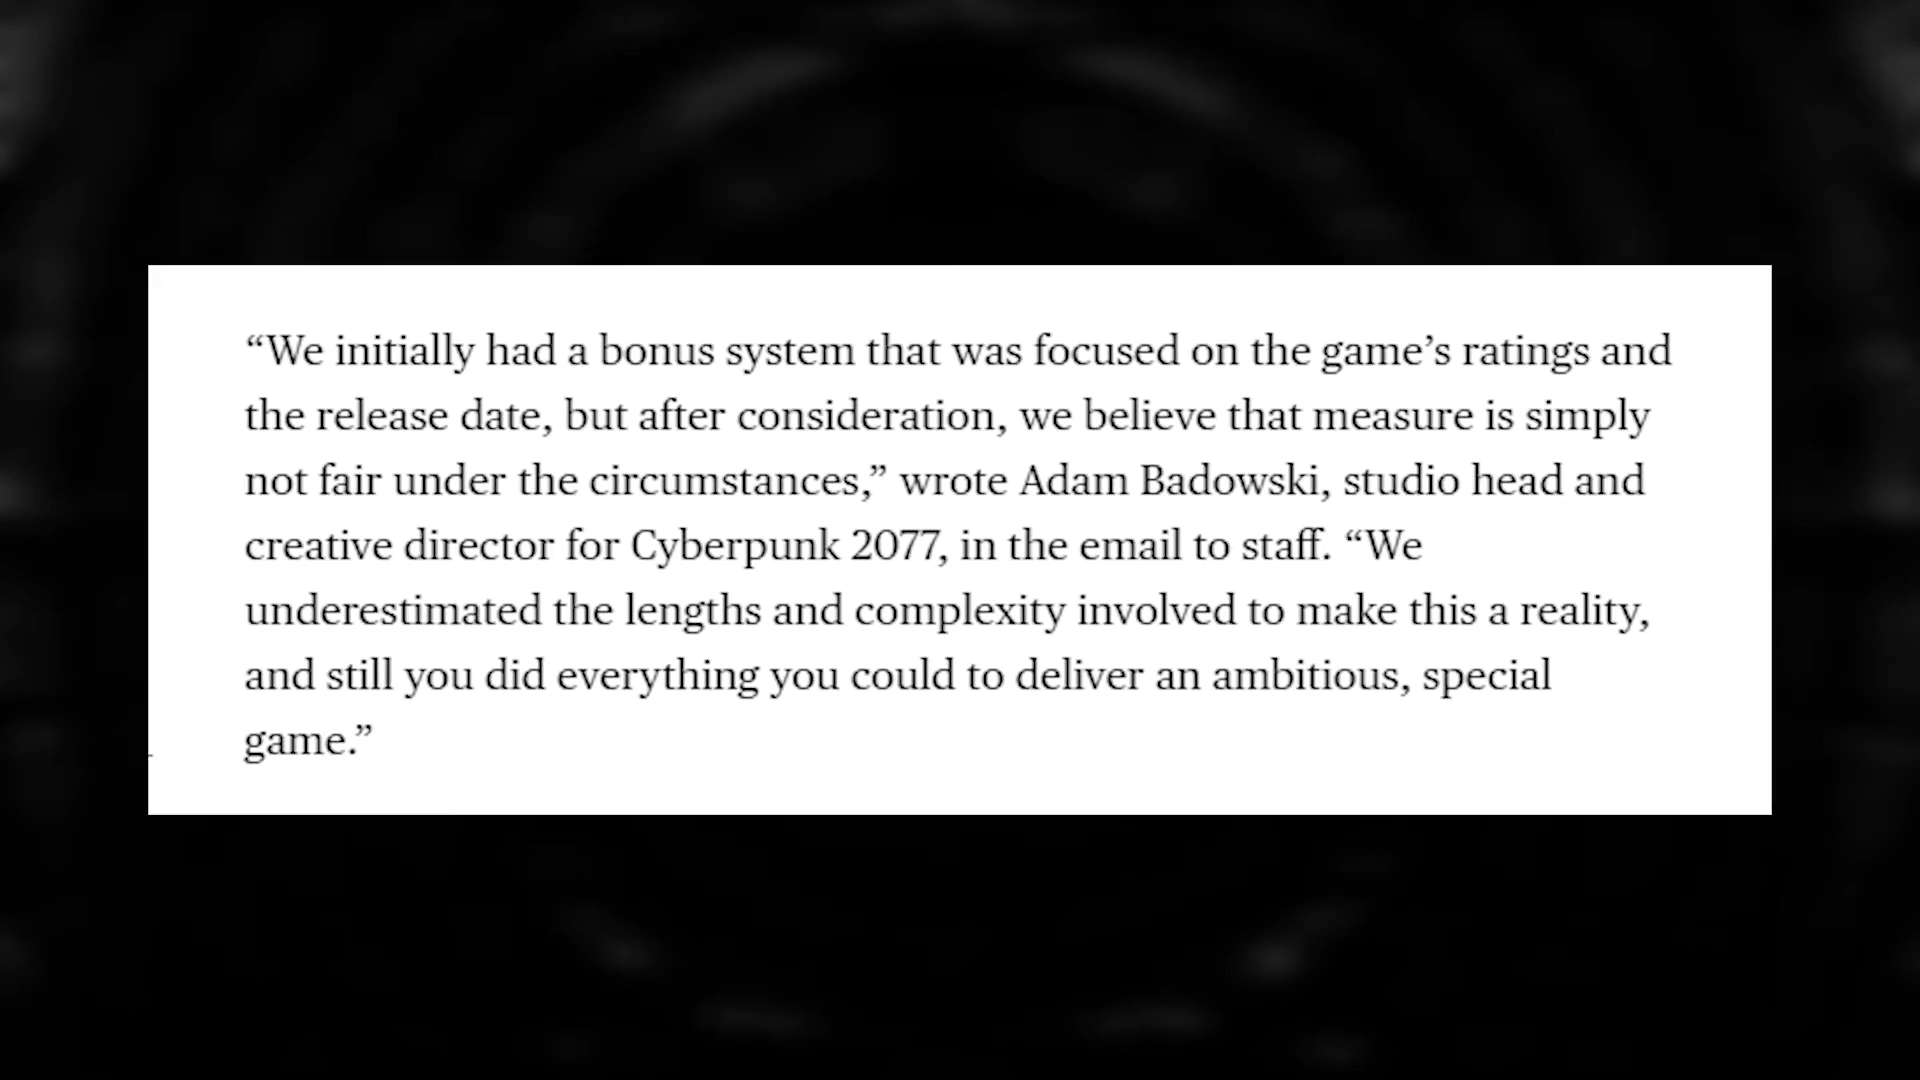 “We initially had a bonus system that was focused on the game’s ratings and
the release date, but after consideration, we believe that measure is simply
not fair under the circumstances,” wrote Adam Badowski, studio head and
creative director for Cyberpunk 2077, in the email to staff. “We
underestimated the lengths and complexity involved to make this a reality,
and still you did everything you could to deliver an ambitious, special
game.”